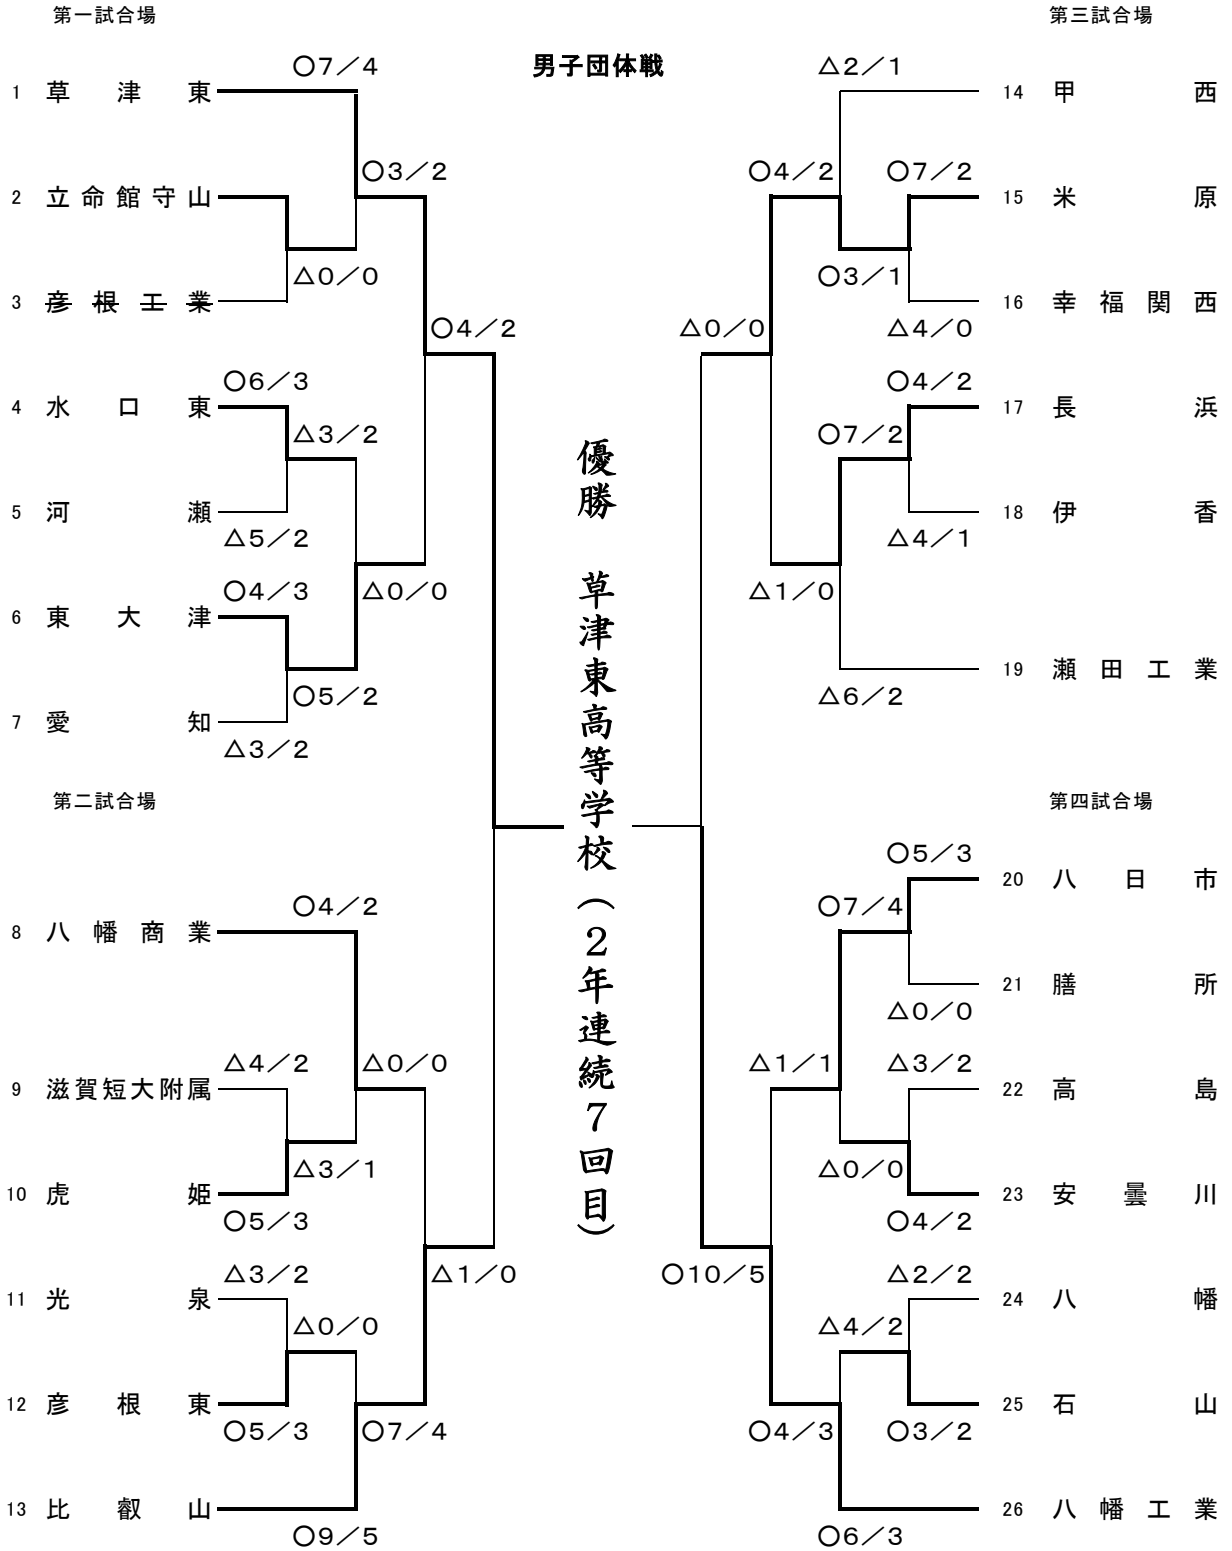 第一試合場
第三試合場
男子団体戦
○7／4
△2／1
1 草津東
14 甲西
○3／2
○4／2
○7／2
2 立命館守山
15 米原
△0／0
○3／1
3 彦根工業
16 幸福関西
○4／2
△0／0
△4／0
○6／3
○4／2
4 水口東
17 長浜
△3／2
○7／2
5 河瀬
18 伊香
△5／2
△4／1
○4／3
△0／0
△1／0
6 東大津
19 瀬田工業
○5／2
△6／2
7 愛知
△3／2
優勝 草津東高等学校（2年連続7回目）
第二試合場
第四試合場
○5／3
20 八日市
○4／2
○7／4
8 八幡商業
21 膳所
△0／0
△4／2
△0／0
△1／1
△3／2
9 滋賀短大附属
22 高島
△3／1
△0／0
10 虎姫
23 安曇川
○5／3
○4／2
△3／2
△1／0
○10／5
△2／2
11 光泉
24 八幡
△0／0
△4／2
12 彦根東
25 石山
○5／3
○7／4
○4／3
○3／2
13 比叡山
26 八幡工業
○9／5
○6／3